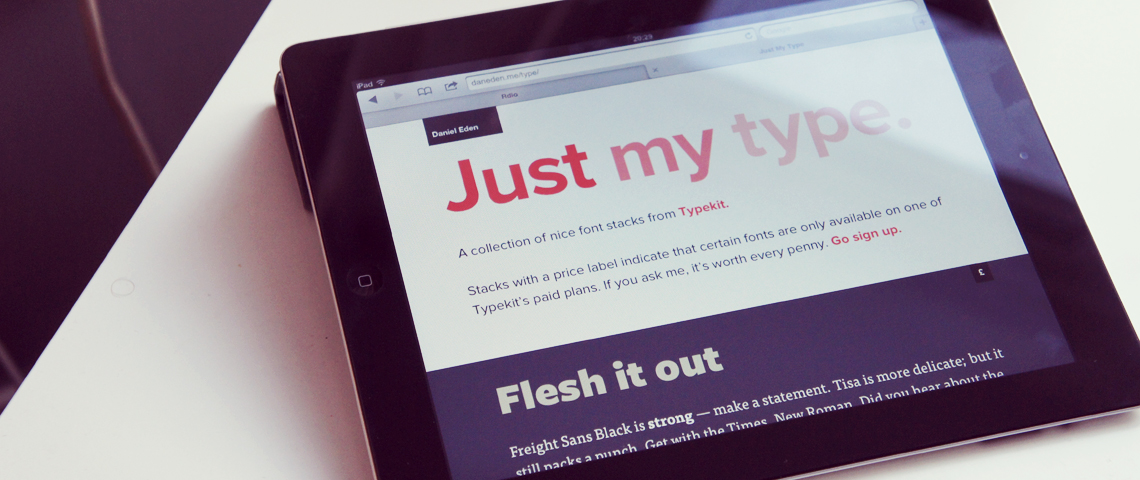 iPad
20:23
daneden.me/type/
Just My Type
Daniel Eden
Just my type.
A collection of nice font stacks from Typekit.
Stacks with a price label indicate that certain fonts are only available on one of
Typekit's paid plans. If you ask me, it's worth every penny. Go sign up.
£
Flesh it out
Freight Sans Black is strong — make a statement. Tisa is more delicate; but it
still packs a punch. Get with the Times, New Roman. Did you hear about the